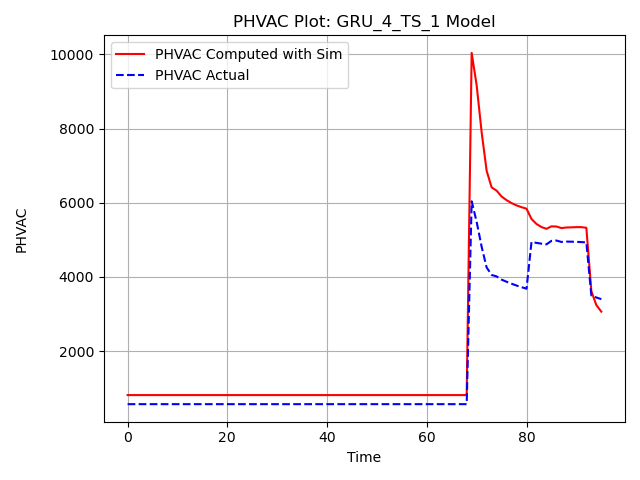 PHVAC Plot: GRU_4_TS_1 Model
PHVAC Computed with Sim
PHVAC Actual
10000
8000
6000
4000
2000
PHVAC
0 20 40 60 80
Time